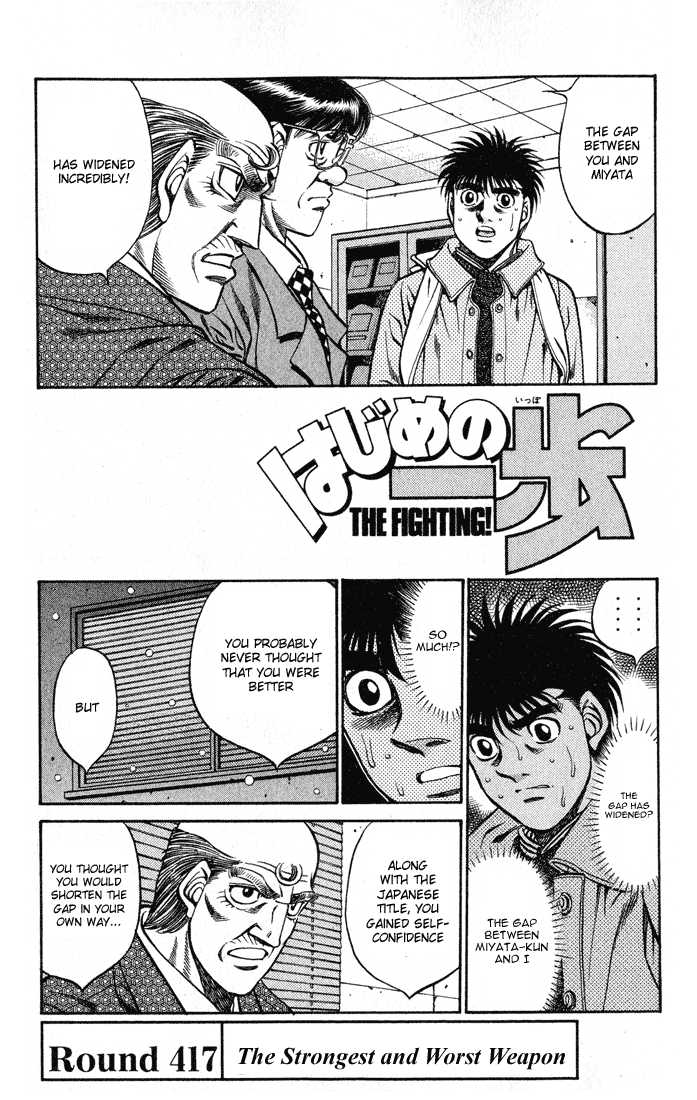 THE GAP
BETWEEN
YOU AND
MIYATA
HAS WIDENED
INCREDIBLY!
いっぽ
はじめの一歩
THE FIGHTING!
......
THE
GAP HAS
WIDENED?
THE GAP
BETWEEN
MIYATA-KUN
AND I
SO
MUCH!?
YOU PROBABLY
NEVER THOUGHT
THAT YOU WERE
BETTER
BUT
ALONG
WITH THE
JAPANESE
TITLE, YOU
GAINED SELF-
CONFIDENCE
YOU THOUGHT
YOU WOULD
SHORTEN THE
GAP IN YOUR
OWN WAY...
Round 417
The Strongest and Worst Weapon